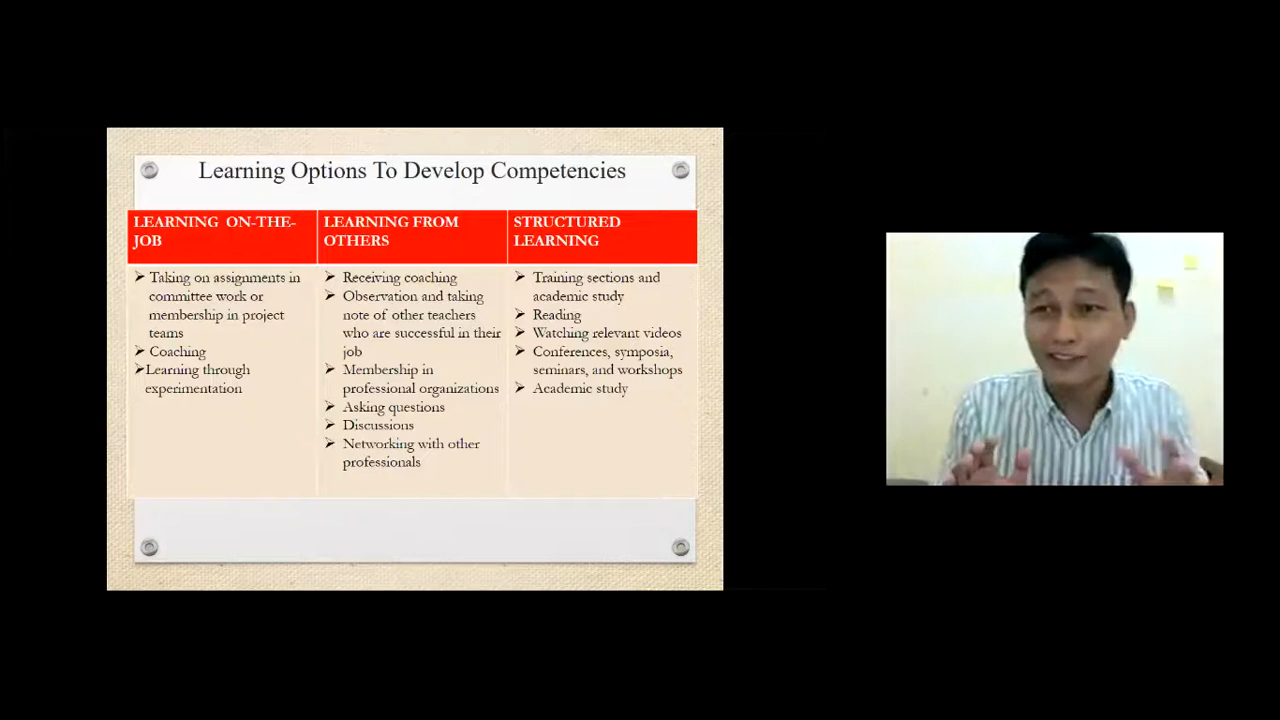 Learning Options To Develop Competencies
LEARNING ON-THE-
JOB
➢ Taking on assignments in
committee work or
membership in project
teams
➢ Coaching
➢Learning through
experimentation
LEARNING FROM
OTHERS
➢ Receiving coaching
➢ Observation and taking
note of other teachers
who are successful in their
job
➢ Membership in
professional organizations
➢ Asking questions
➢ Discussions
➢ Networking with other
professionals
STRUCTURED
LEARNING
➢ Training sections and
academic study
➢ Reading
➢ Watching relevant videos
➢ Conferences, symposia,
seminars, and workshops
➢ Academic study